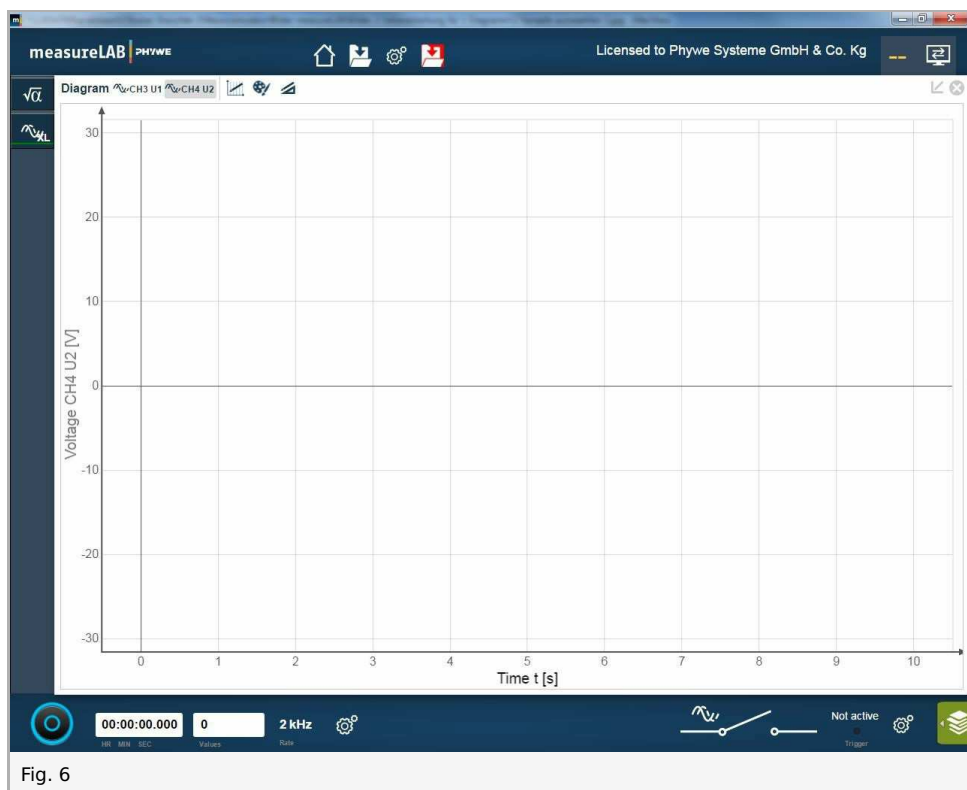 m
measureLAB PHYWE
Licensed to Phywe Systeme GmbH & Co. Kg
--
√α
XL
Diagram CH3 U1 CH4 U2
30
20
10
0
-10
-20
-30
Voltage CH4 U2 [V]
0 1 2 3 4 5 6 7 8 9 10
Time t [s]
00:00:00.000 0 2 kHz Not active
HR MIN SEC Values Rate Trigger
Fig. 6